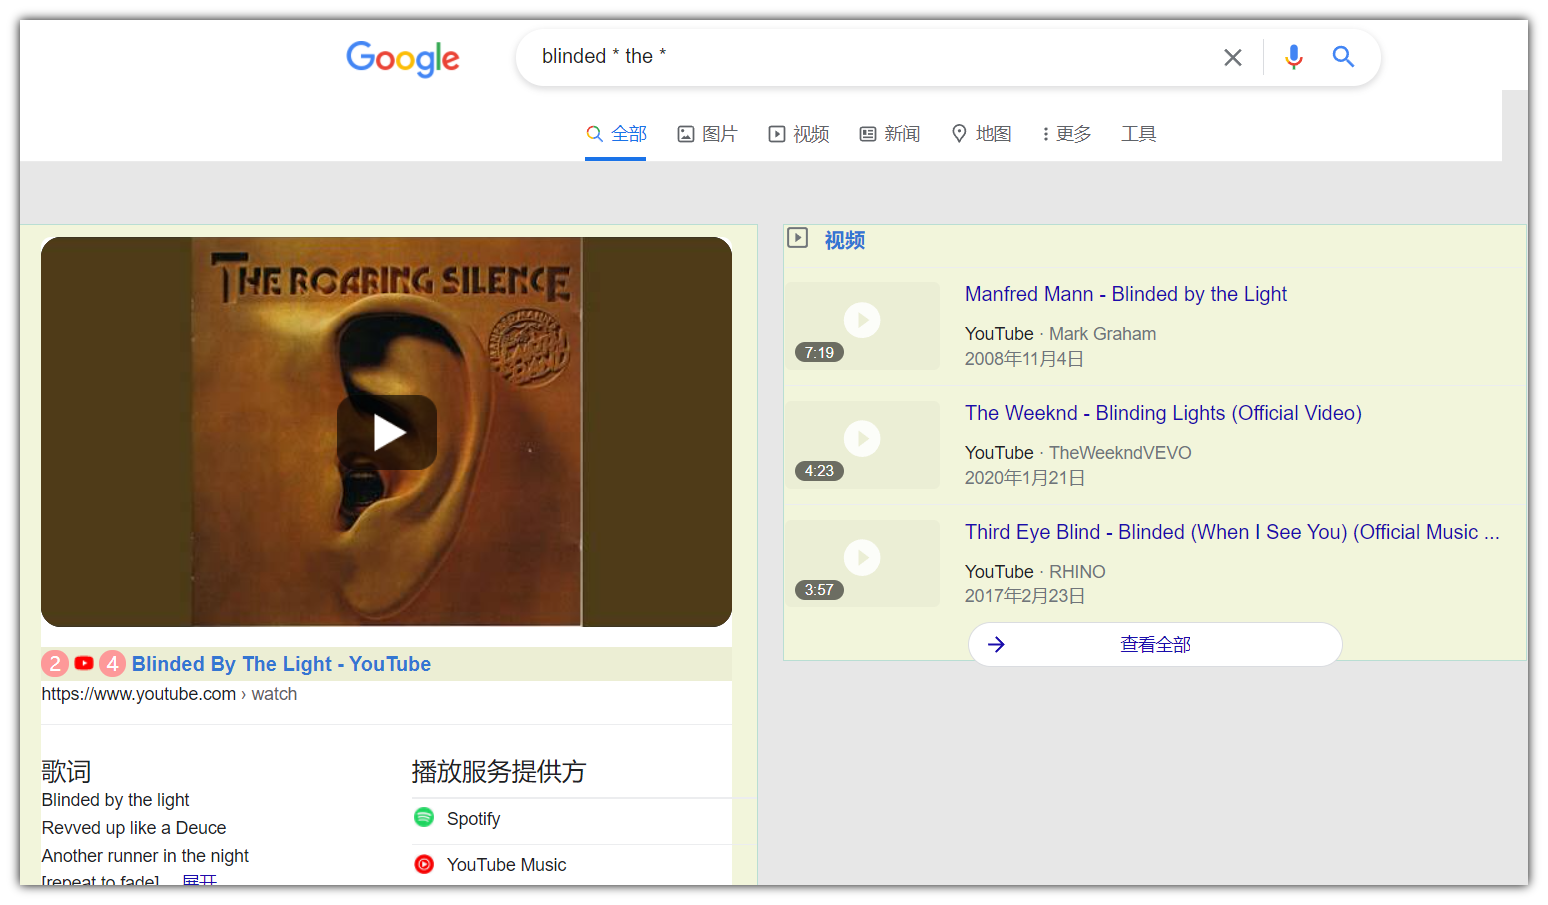 Google
blinded * the *
全部 图片 视频 新闻 地图 更多 工具
THE ROARING SILENCE
2 4 Blinded By The Light - YouTube
https://www.youtube.com › watch
歌词
Blinded by the light
Revved up like a Deuce
Another runner in the night
[repeat to fade] 展开
播放服务提供方
Spotify
YouTube Music
视频
Manfred Mann - Blinded by the Light
7:19
YouTube · Mark Graham
2008年11月4日
The Weeknd - Blinding Lights (Official Video)
4:23
YouTube · TheWeekndVEVO
2020年1月21日
Third Eye Blind - Blinded (When I See You) (Official Music ...
3:57
YouTube · RHINO
2017年2月23日
查看全部